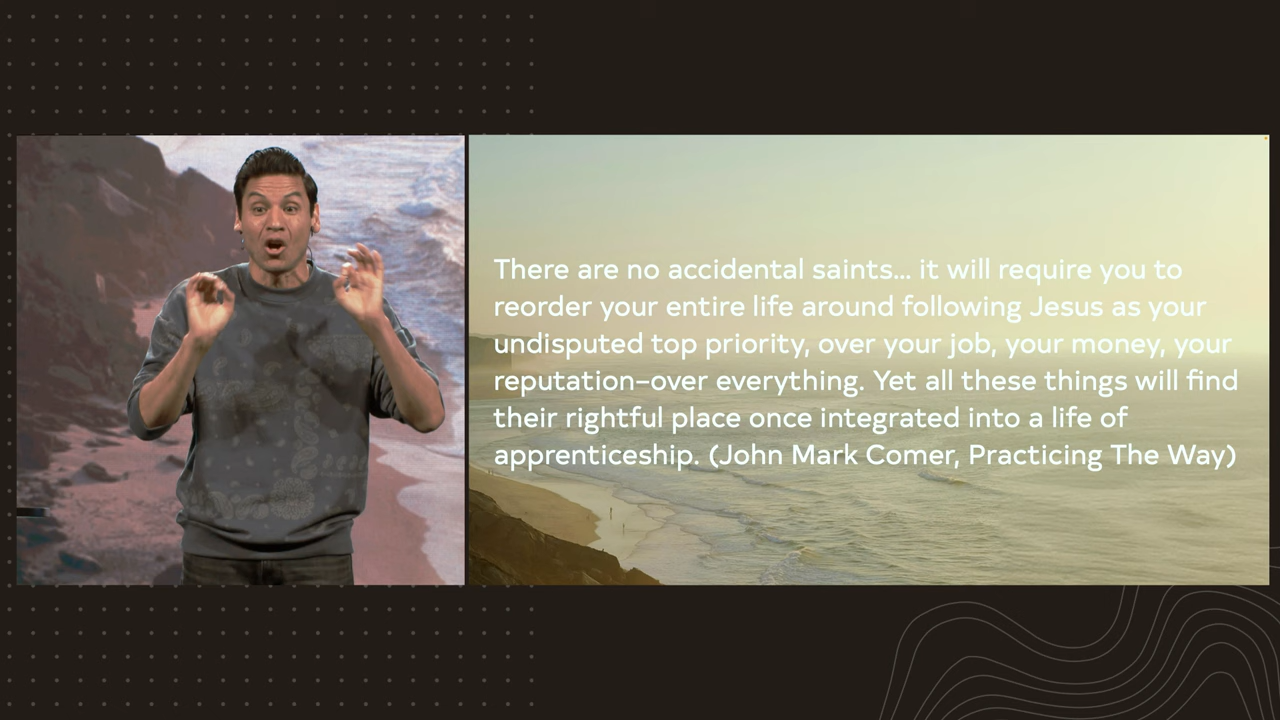 There are no accidental saints... it will require you to
reorder your entire life around following Jesus as your
undisputed top priority, over your job, your money, your
reputation–over everything. Yet all these things will find
their rightful place once integrated into a life of
apprenticeship. (John Mark Comer, Practicing The Way)